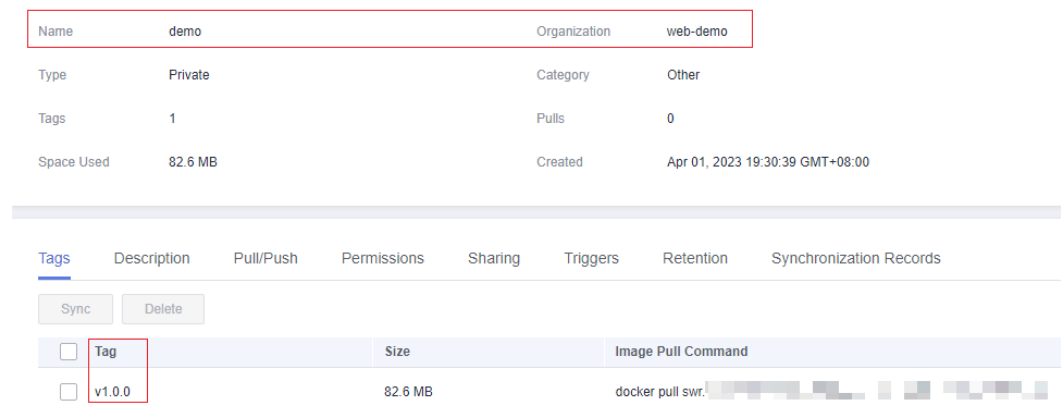 Name demo Organization web-demo
Type Private Category Other
Tags 1 Pulls 0
Space Used 82.6 MB Created Apr 01, 2023 19:30:39 GMT+08:00
Tags Description Pull/Push Permissions Sharing Triggers Retention Synchronization Records
Sync Delete
Tag Size Image Pull Command
v1.0.0 82.6 MB docker pull swr.